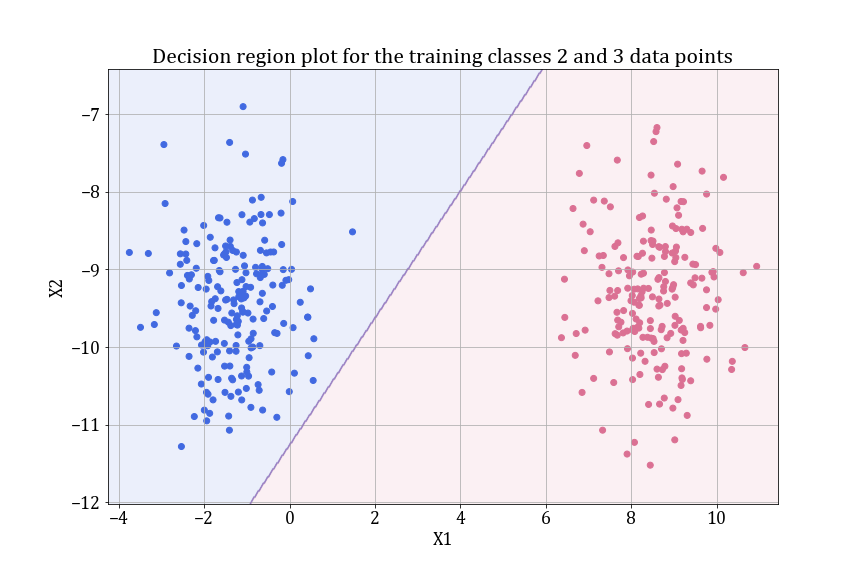 Decision region plot for the training classes 2 and 3 data points
−7
−8
−9
−10
−11
−12
X2
−4 −2 0 2 4 6 8 10
X1